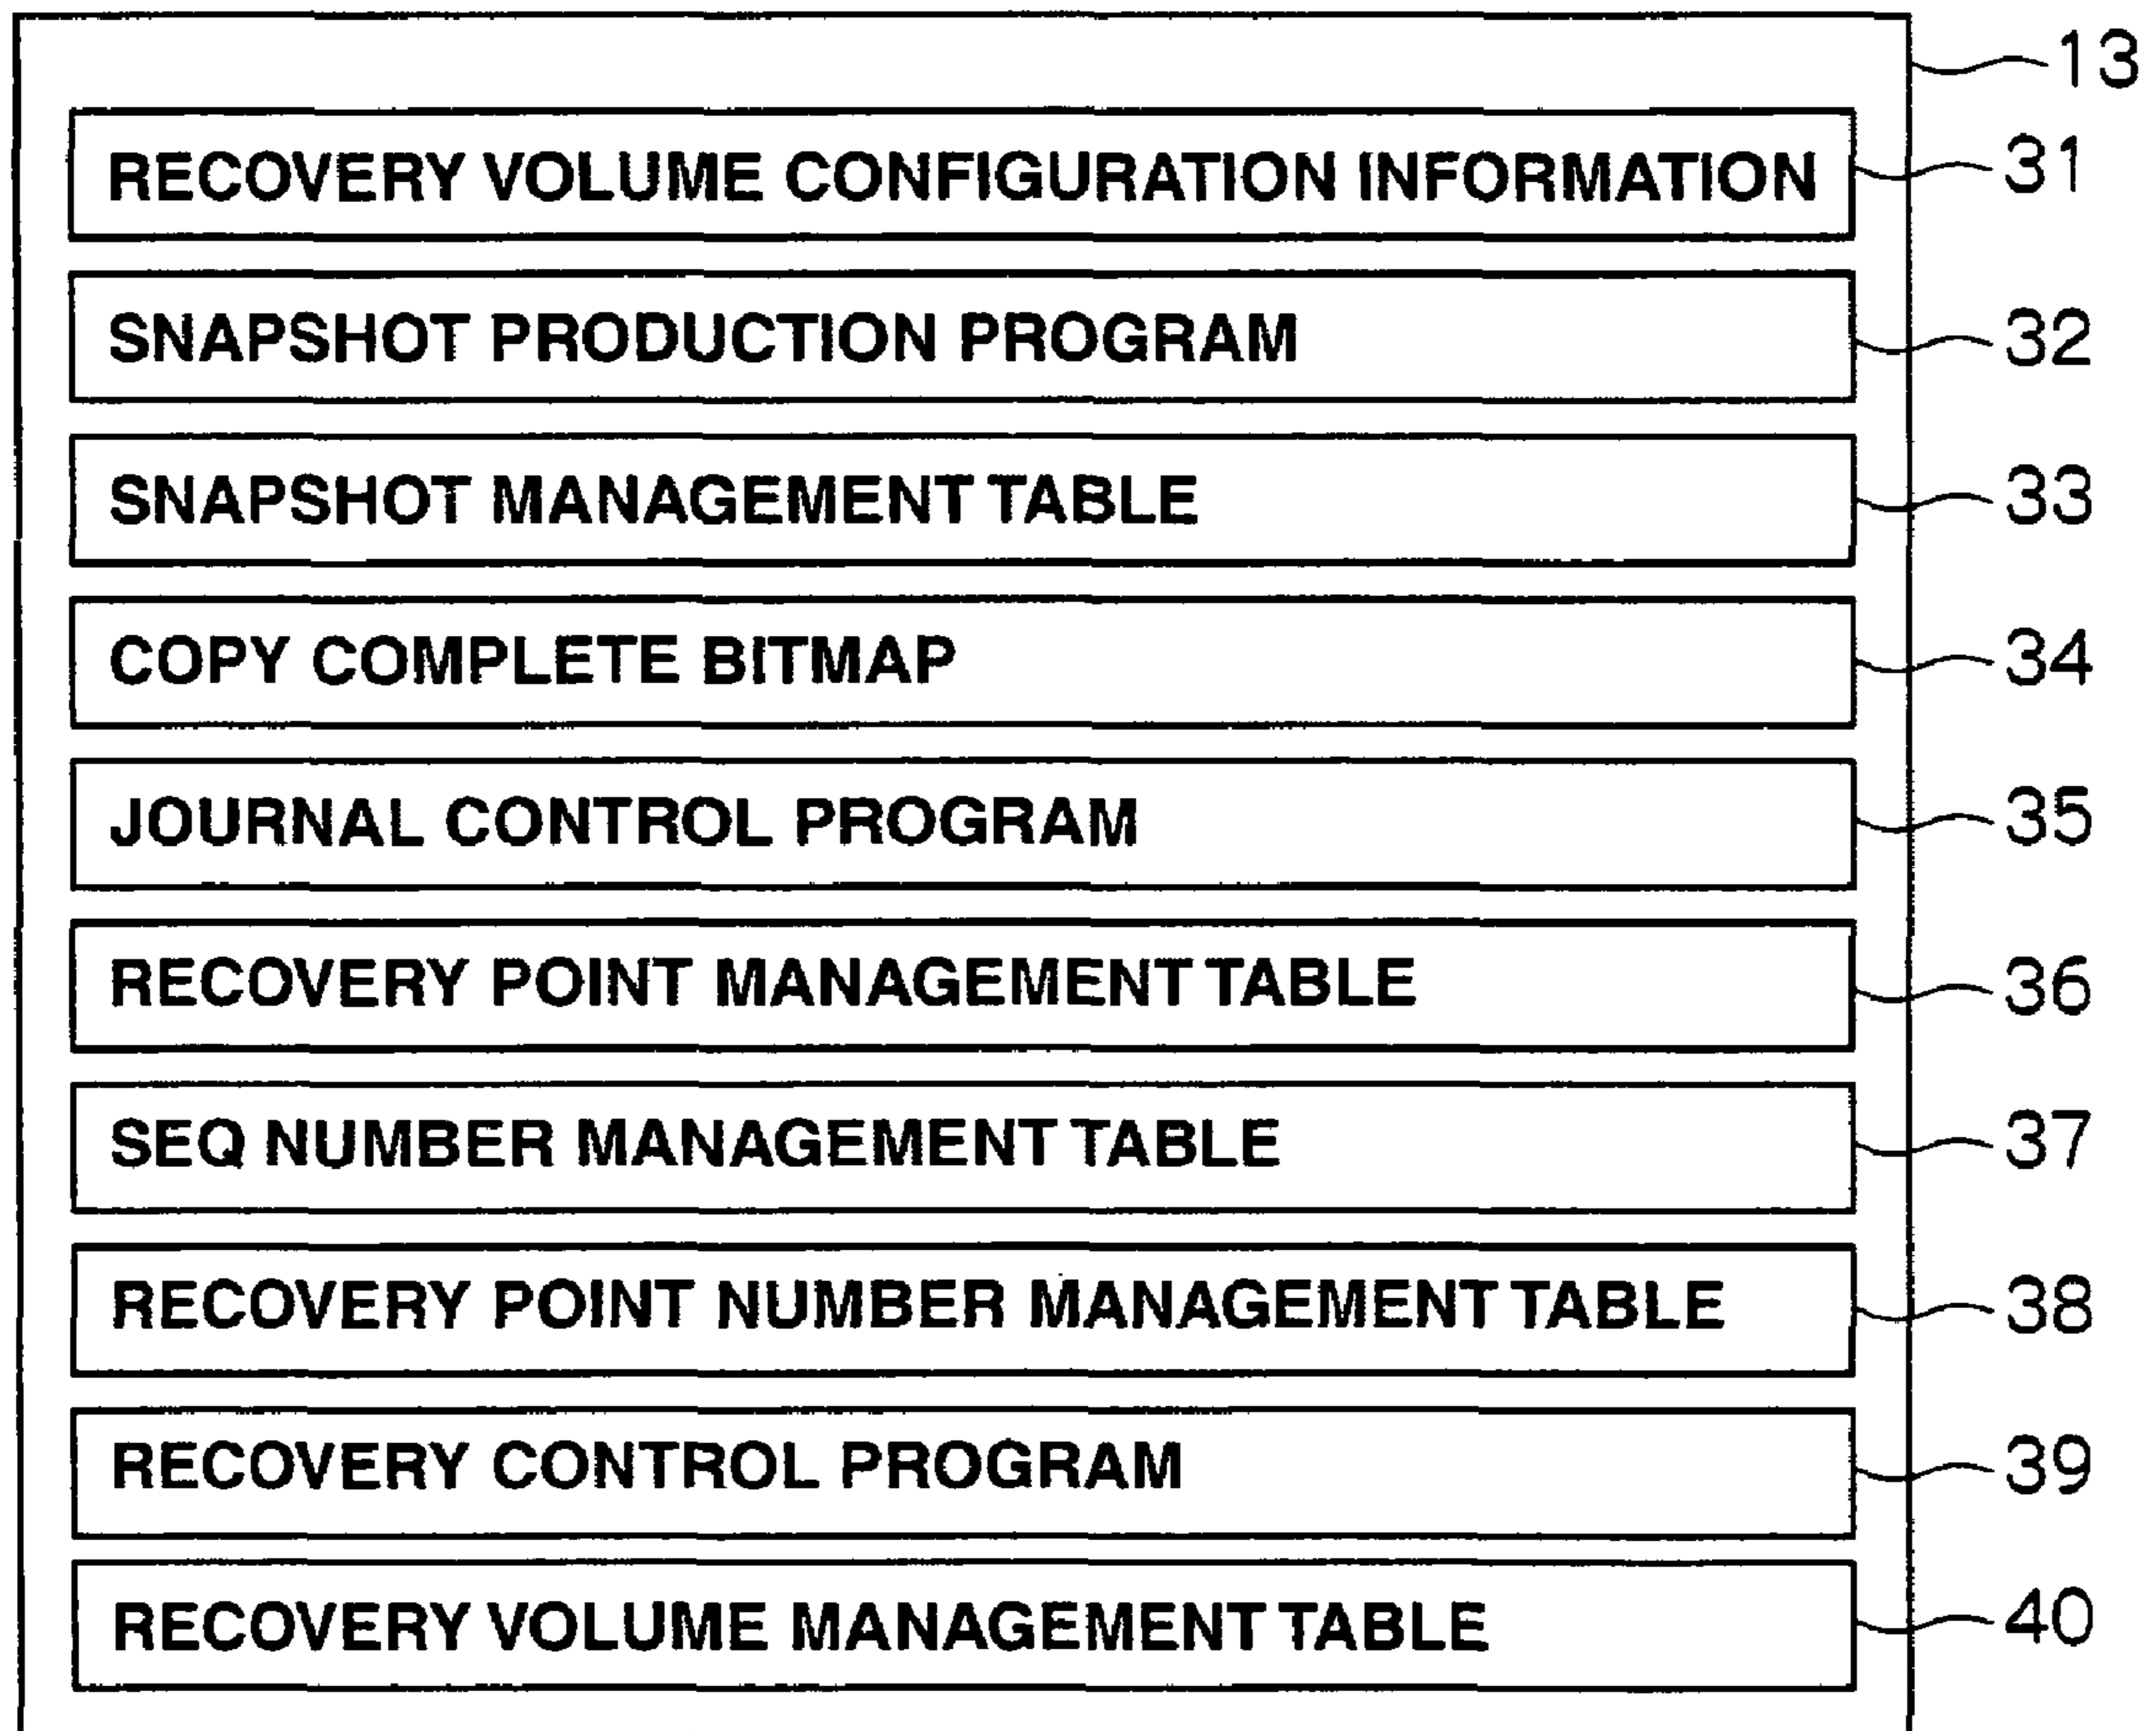 13
RECOVERY VOLUME CONFIGURATION INFORMATION 31
SNAPSHOT PRODUCTION PROGRAM 32
SNAPSHOT MANAGEMENT TABLE 33
COPY COMPLETE BITMAP 34
JOURNAL CONTROL PROGRAM 35
RECOVERY POINT MANAGEMENT TABLE 36
SEQ NUMBER MANAGEMENT TABLE 37
RECOVERY POINT NUMBER MANAGEMENT TABLE 38
RECOVERY CONTROL PROGRAM 39
RECOVERY VOLUME MANAGEMENT TABLE 40